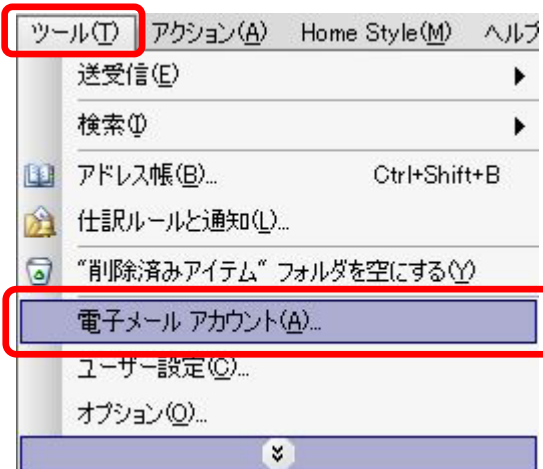 ツール(T) アクション(A) Home Style(M) ヘルプ
送受信(E)
検索(I)
アドレス帳(B)... Ctrl+Shift+B
仕訳ルールと通知(L)...
“削除済みアイテム” フォルダを空にする(Y)
電子メール アカウント(A)...
ユーザー設定(C)...
オプション(O)...